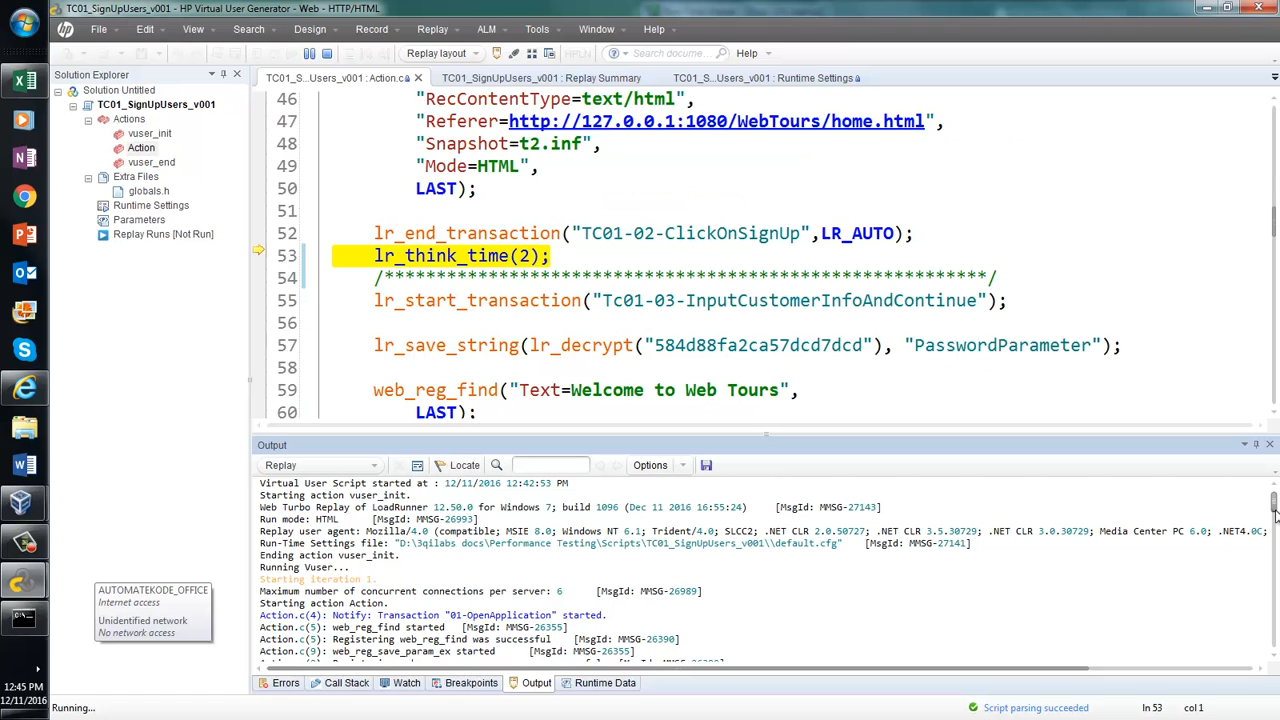 TC01_SignUpUsers_v001 - HP Virtual User Generator - Web - HTTP/HTML
File Edit View Search Design Record Replay ALM Tools Window Help
Replay layout HPLN Search docume... Help
Solution Explorer
Solution Untitled
TC01_SignUpUsers_v001
Actions
vuser_init
Action
vuser_end
Extra Files
globals.h
Runtime Settings
Parameters
Replay Runs [Not Run]
TC01_S...Users_v001 : Action.c TC01_SignUpUsers_v001 : Replay Summary TC01_S...Users_v001 : Runtime Settings
46 "RecContentType=text/html",
47 "Referer=http://127.0.0.1:1080/WebTours/home.html",
48 "Snapshot=t2.inf",
49 "Mode=HTML",
50 LAST);
51
52 lr_end_transaction("TC01-02-ClickOnSignUp",LR_AUTO);
53 lr_think_time(2);
54 /******************************************************/
55 lr_start_transaction("Tc01-03-InputCustomerInfoAndContinue");
56
57 lr_save_string(lr_decrypt("584d88fa2ca57dcd7dcd"), "PasswordParameter");
58
59 web_reg_find("Text=Welcome to Web Tours",
60 LAST);
Output
Replay Locate Options
Virtual User Script started at : 12/11/2016 12:42:53 PM
Starting action vuser_init.
Web Turbo Replay of LoadRunner 12.50.0 for Windows 7; build 1096 (Dec 11 2016 16:55:24) [MsgId: MMSG-27143]
Run mode: HTML [MsgId: MMSG-26993]
Replay user agent: Mozilla/4.0 (compatible; MSIE 8.0; Windows NT 6.1; Trident/4.0; SLCC2; .NET CLR 2.0.50727; .NET CLR 3.5.30729; .NET CLR 3.0.30729; Media Center PC 6.0; .NET4.0C;
Run-Time Settings file: "D:\3qilabs docs\Performance Testing\Scripts\TC01_SignUpUsers_v001\\default.cfg" [MsgId: MMSG-27141]
Ending action vuser_init.
Running Vuser...
Starting iteration 1.
Maximum number of concurrent connections per server: 6 [MsgId: MMSG-26989]
Starting action Action.
Action.c(4): Notify: Transaction "01-OpenApplication" started.
Action.c(5): web_reg_find started [MsgId: MMSG-26355]
Action.c(5): Registering web_reg_find was successful [MsgId: MMSG-26390]
Action.c(9): web_reg_save_param_ex started [MsgId: MMSG-26355]
Errors Call Stack Watch Breakpoints Output Runtime Data
AUTOMATEKODE_OFFICE
Internet access
Unidentified network
No network access
12:45 PM
12/11/2016
Running... Script parsing succeeded Ln 53 col 1